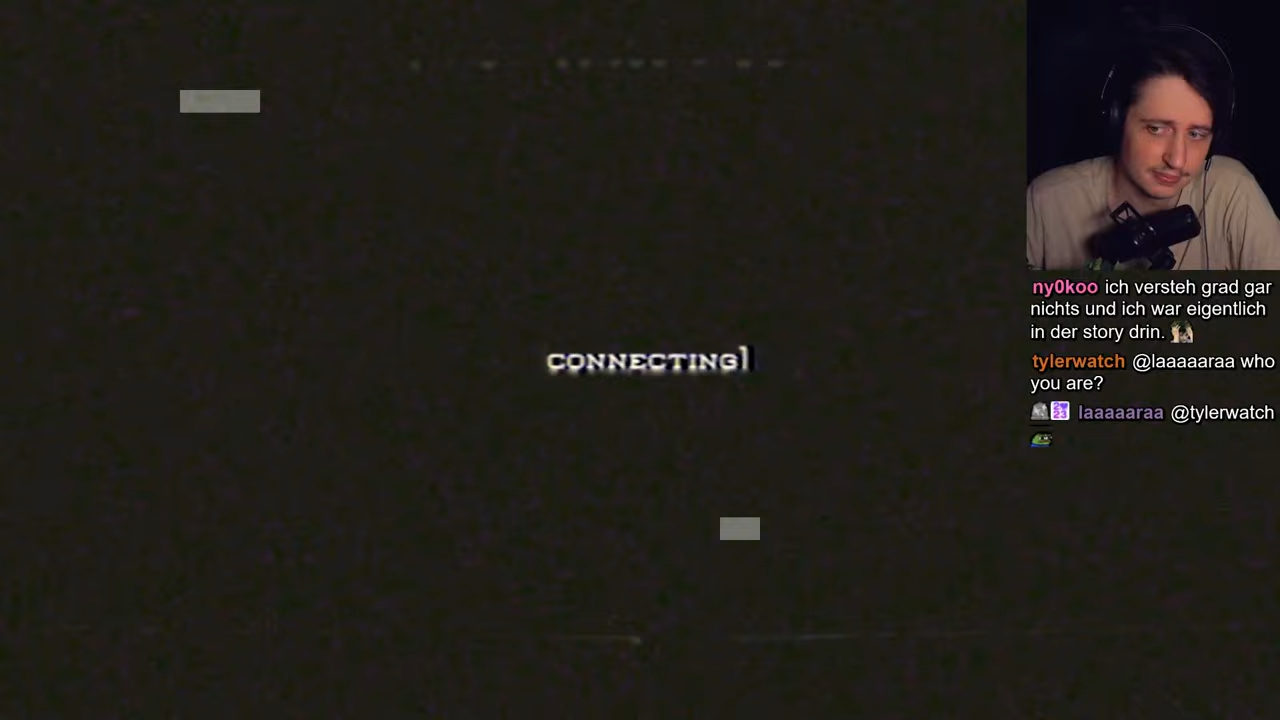 CONNECTING
ny0koo ich versteh grad gar
nichts und ich war eigentlich
in der story drin.
tylerwatch @laaaaaraa who
you are?
laaaaaraa @tylerwatch